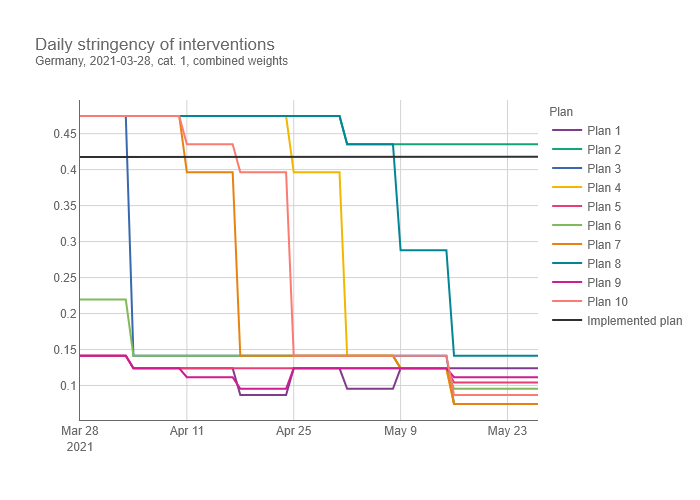 Daily stringency of interventions
Germany, 2021-03-28, cat. 1, combined weights
Plan
Plan 1
Plan 2
Plan 3
Plan 4
Plan 5
Plan 6
Plan 7
Plan 8
Plan 9
Plan 10
Implemented plan
0.45
0.4
0.35
0.3
0.25
0.2
0.15
0.1
Mar 28
2021
Apr 11
Apr 25
May 9
May 23